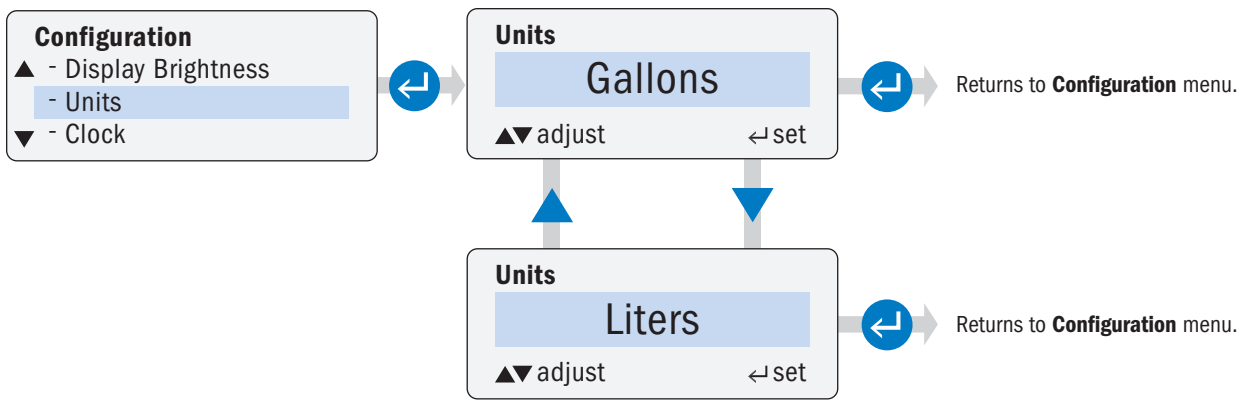 Configuration
▲ - Display Brightness
- Units
▼ - Clock
Units
Gallons
▲▼ adjust ↵ set
Returns to Configuration menu.
Units
Liters
▲▼ adjust ↵ set
Returns to Configuration menu.